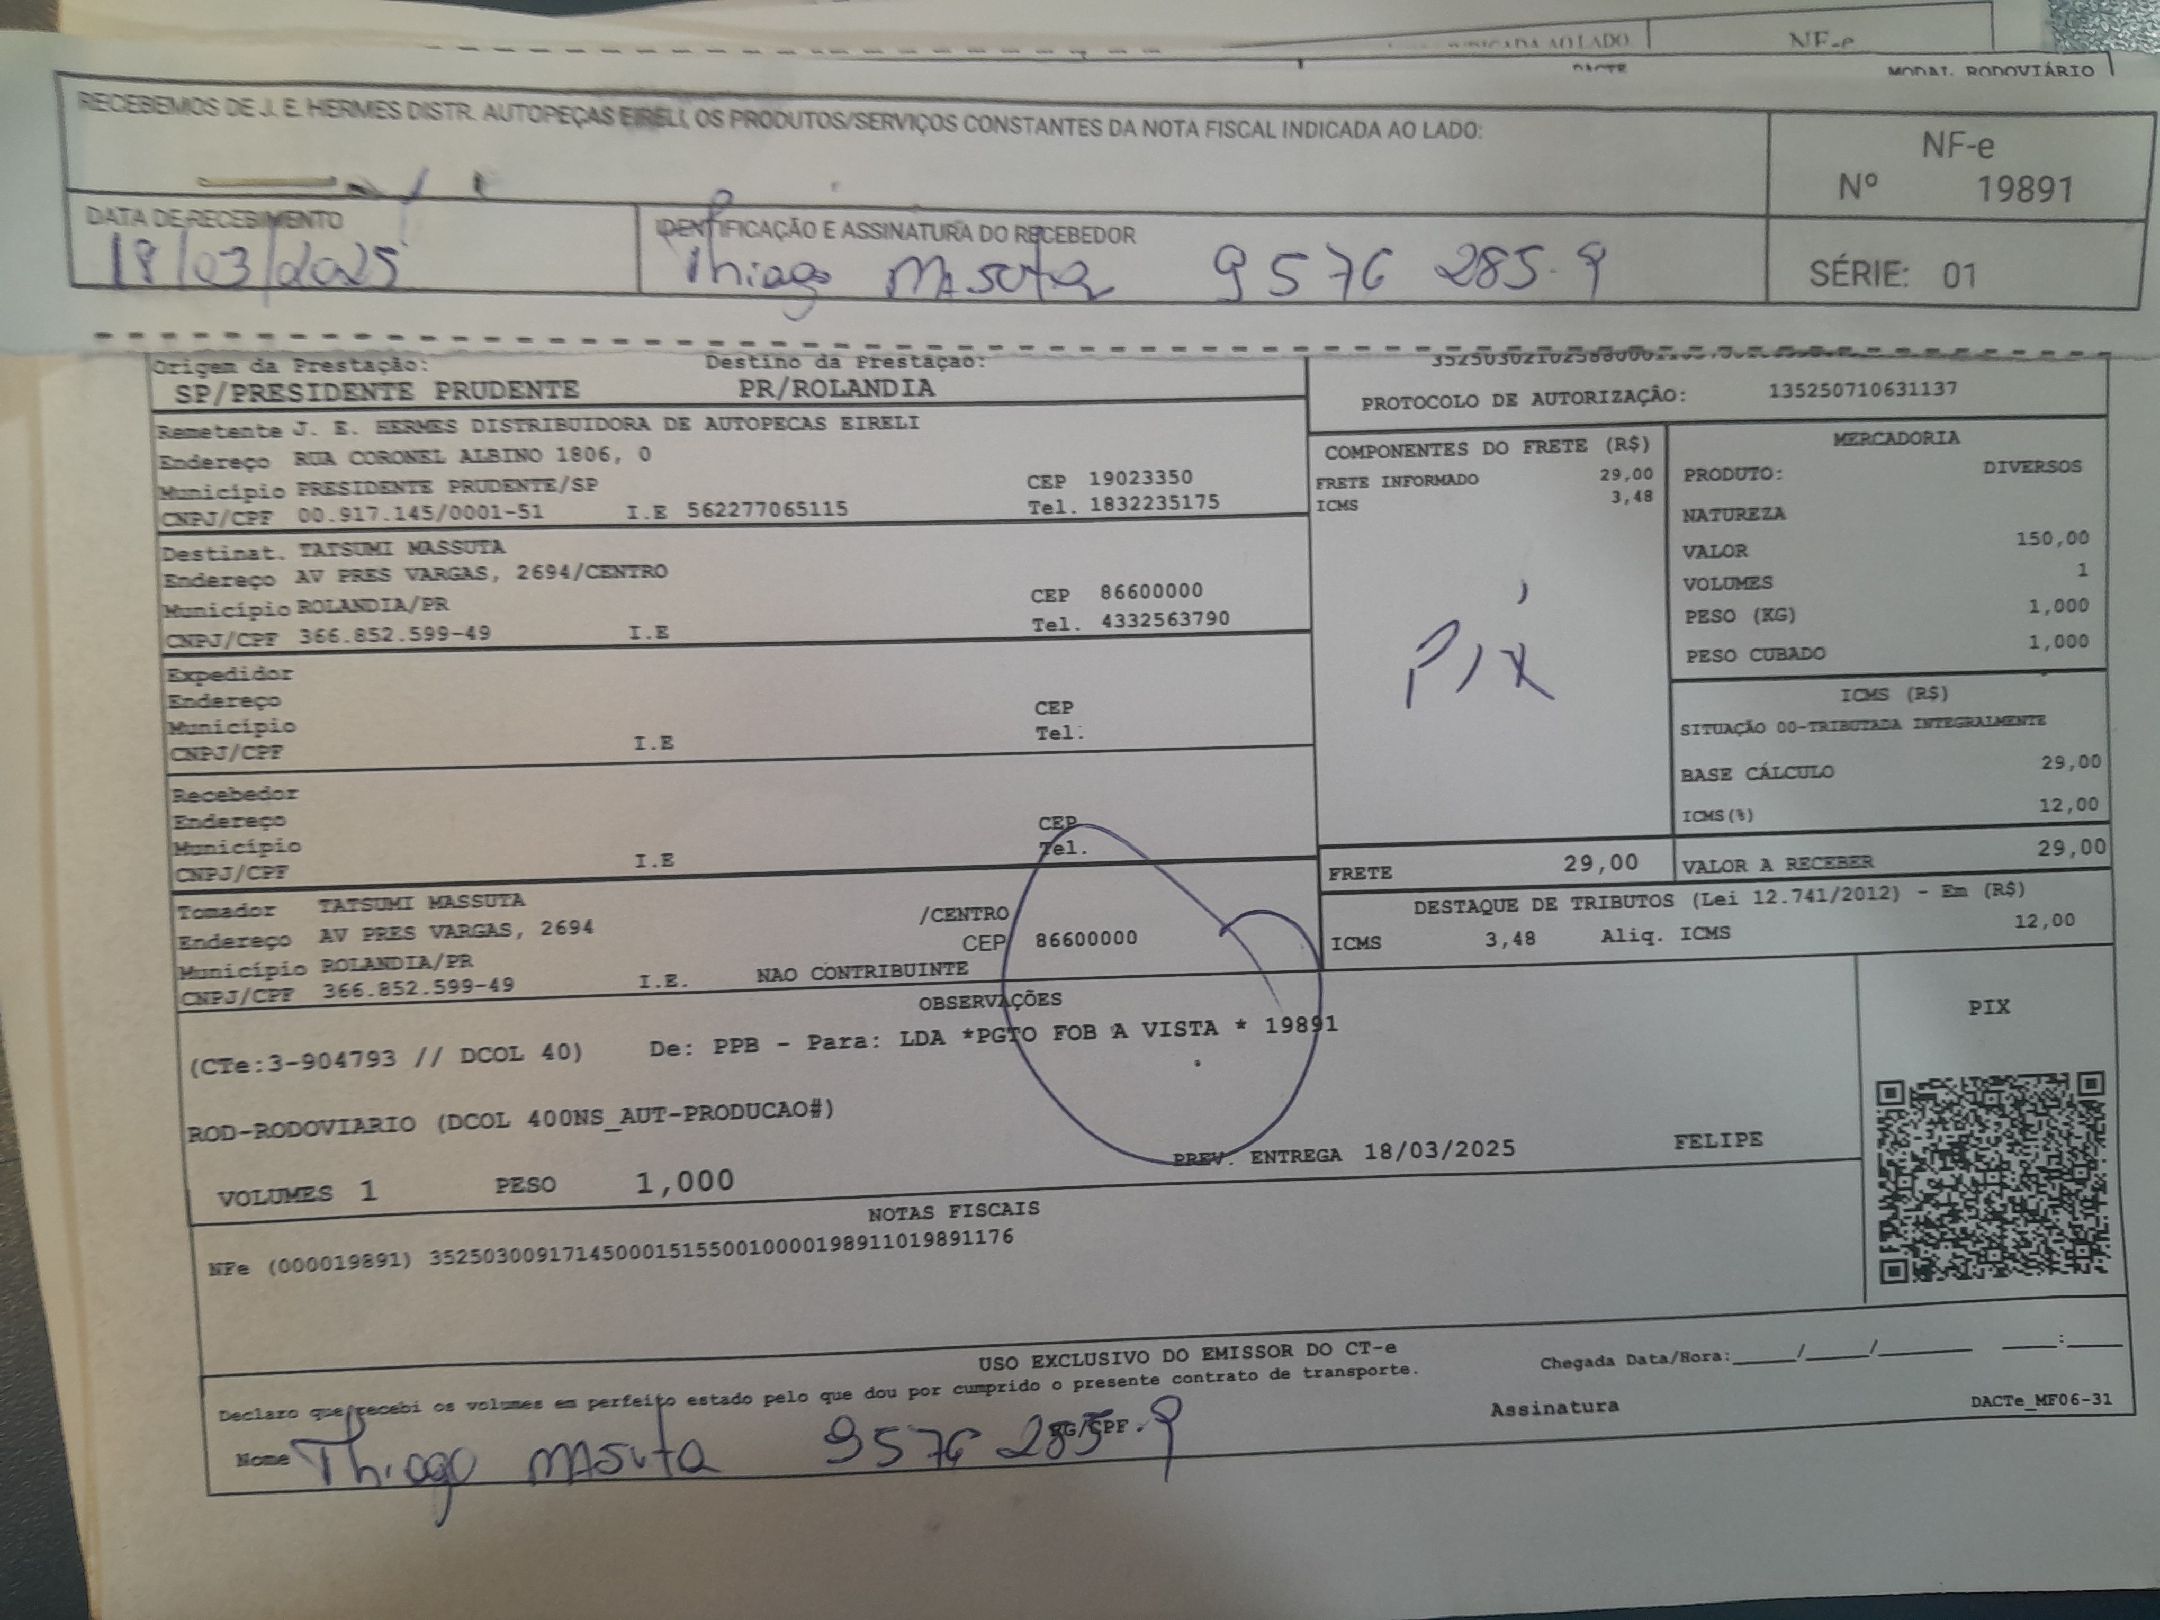 NF-e
MODAL RODOVIÁRIO
RECEBEMOS DE J. E. HERMES DISTR. AUTOPEÇAS EIRELI, OS PRODUTOS/SERVIÇOS CONSTANTES DA NOTA FISCAL INDICADA AO LADO:
NF-e
Nº 19891
DATA DE RECEBIMENTO
18/03/2025
IDENTIFICAÇÃO E ASSINATURA DO RECEBEDOR
Thiago Masuta 9576 285-9
SÉRIE: 01
Origem da Prestação: Destino da Prestação:
SP/PRESIDENTE PRUDENTE PR/ROLANDIA
PROTOCOLO DE AUTORIZAÇÃO: 135250710631137
Remetente J. E. HERMES DISTRIBUIDORA DE AUTOPECAS EIRELI
Endereço RUA CORONEL ALBINO 1806, 0
Município PRESIDENTE PRUDENTE/SP CEP 19023350
CNPJ/CPF 00.917.145/0001-51 I.E 562277065115 Tel. 1832235175
Destinat. TATSUMI MASSUTA
Endereço AV PRES VARGAS, 2694/CENTRO
Município ROLANDIA/PR CEP 86600000
CNPJ/CPF 366.852.599-49 I.E Tel. 4332563790
Expedidor
Endereço
Município CEP
CNPJ/CPF I.E Tel.
Recebedor
Endereço
Município CEP
CNPJ/CPF I.E Tel.
Tomador TATSUMI MASSUTA
Endereço AV PRES VARGAS, 2694 /CENTRO
Município ROLANDIA/PR CEP 86600000
CNPJ/CPF 366.852.599-49 I.E. NAO CONTRIBUINTE
COMPONENTES DO FRETE (R$)
FRETE INFORMADO 29,00
ICMS 3,48
PIX
FRETE 29,00
MERCADORIA
PRODUTO: DIVERSOS
NATUREZA
VALOR 150,00
VOLUMES 1
PESO (KG) 1,000
PESO CUBADO 1,000
ICMS (R$)
SITUAÇÃO 00-TRIBUTADA INTEGRALMENTE
BASE CÁLCULO 29,00
ICMS(%) 12,00
VALOR A RECEBER 29,00
DESTAQUE DE TRIBUTOS (Lei 12.741/2012) - Em (R$)
ICMS 3,48 Aliq. ICMS 12,00
OBSERVAÇÕES
(CTe:3-904793 // DCOL 40) De: PPB - Para: LDA *PGTO FOB A VISTA * 19891
ROD-RODOVIARIO (DCOL 400NS_AUT-PRODUCAO#)
PREV. ENTREGA 18/03/2025 FELIPE
VOLUMES 1 PESO 1,000
PIX
NOTAS FISCAIS
NFe (000019891) 35250300917145000151550010000198911019891176
USO EXCLUSIVO DO EMISSOR DO CT-e
Declaro que recebi os volumes em perfeito estado pelo que dou por cumprido o presente contrato de transporte.
Chegada Data/Hora:_____/_____/_______ ____:____
Nome Thiago Masuta RG/CPF 9576 285-9
Assinatura
DACTe_MF06-31